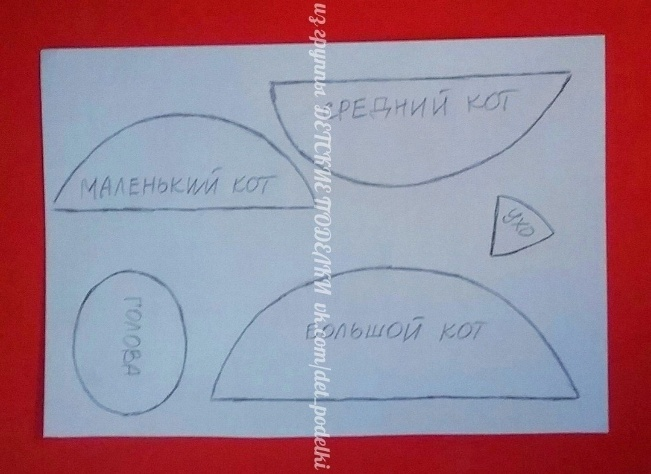 СРЕДНИЙ КОТ
МАЛЕНЬКИЙ КОТ
УХО
ГОЛОВА
БОЛЬШОЙ КОТ
из группы ДЕТСКИЕ ПОДЕЛКИ vk.com/det_podelki